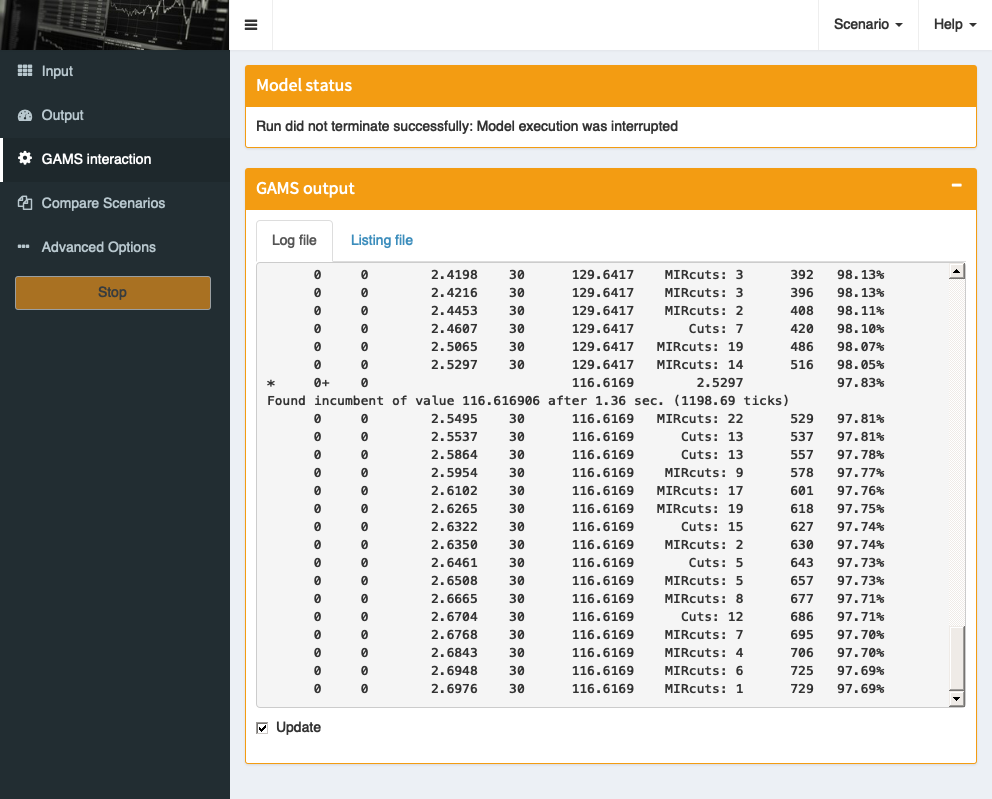 Scenario
Help
Input
Output
GAMS interaction
Compare Scenarios
Advanced Options
Stop
Model status
Run did not terminate successfully: Model execution was interrupted
GAMS output
Log file
Listing file
0 0 2.4198 30 129.6417 MIRcuts: 3 392 98.13%
0 0 2.4216 30 129.6417 MIRcuts: 3 396 98.13%
0 0 2.4453 30 129.6417 MIRcuts: 2 408 98.11%
0 0 2.4607 30 129.6417 Cuts: 7 420 98.10%
0 0 2.5065 30 129.6417 MIRcuts: 19 486 98.07%
0 0 2.5297 30 129.6417 MIRcuts: 14 516 98.05%
* 0+ 0 116.6169 2.5297 97.83%
Found incumbent of value 116.616906 after 1.36 sec. (1198.69 ticks)
0 0 2.5495 30 116.6169 MIRcuts: 22 529 97.81%
0 0 2.5537 30 116.6169 Cuts: 13 537 97.81%
0 0 2.5864 30 116.6169 Cuts: 13 557 97.78%
0 0 2.5954 30 116.6169 MIRcuts: 9 578 97.77%
0 0 2.6102 30 116.6169 MIRcuts: 17 601 97.76%
0 0 2.6265 30 116.6169 MIRcuts: 19 618 97.75%
0 0 2.6322 30 116.6169 Cuts: 15 627 97.74%
0 0 2.6350 30 116.6169 MIRcuts: 2 630 97.74%
0 0 2.6461 30 116.6169 Cuts: 5 643 97.73%
0 0 2.6508 30 116.6169 MIRcuts: 5 657 97.73%
0 0 2.6665 30 116.6169 MIRcuts: 8 677 97.71%
0 0 2.6704 30 116.6169 Cuts: 12 686 97.71%
0 0 2.6768 30 116.6169 MIRcuts: 7 695 97.70%
0 0 2.6843 30 116.6169 MIRcuts: 4 706 97.70%
0 0 2.6948 30 116.6169 MIRcuts: 6 725 97.69%
0 0 2.6976 30 116.6169 MIRcuts: 1 729 97.69%
Update